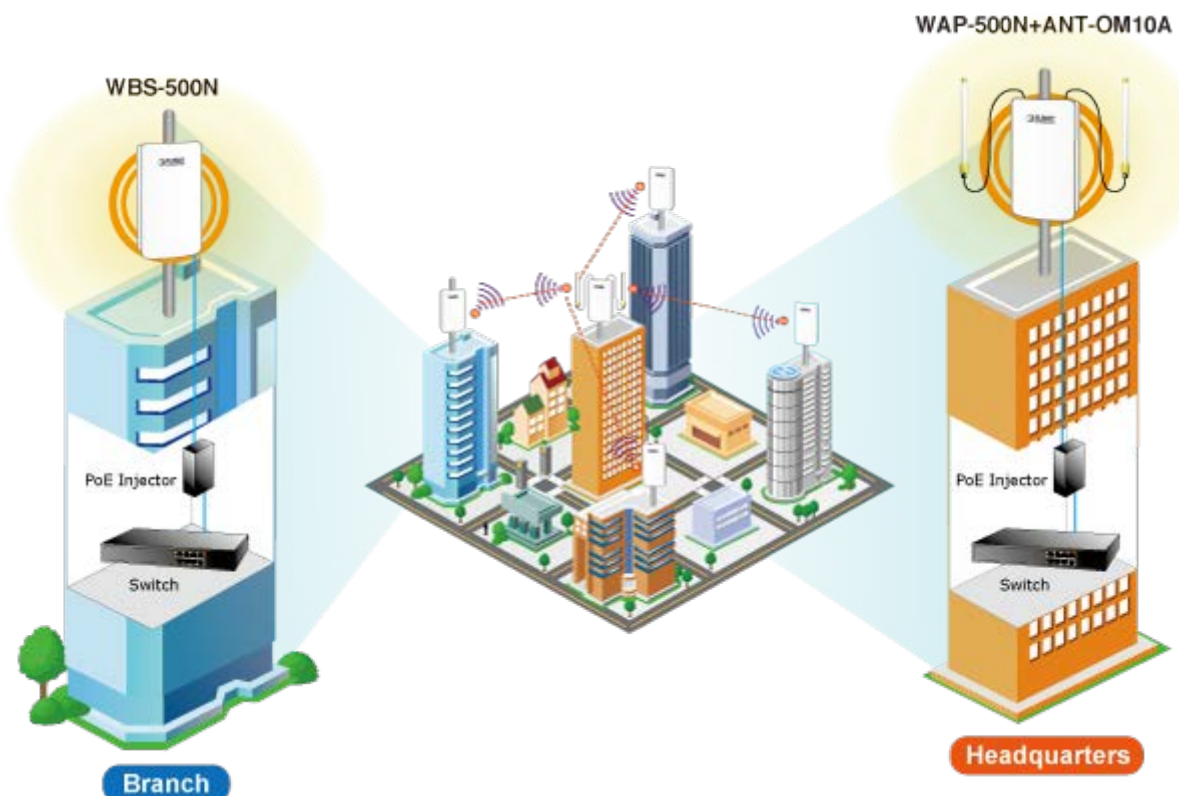 WAP-500N+ANT-OM10A
WBS-500N
PoE Injector
Switch
PoE Injector
Switch
Headquarters
Branch